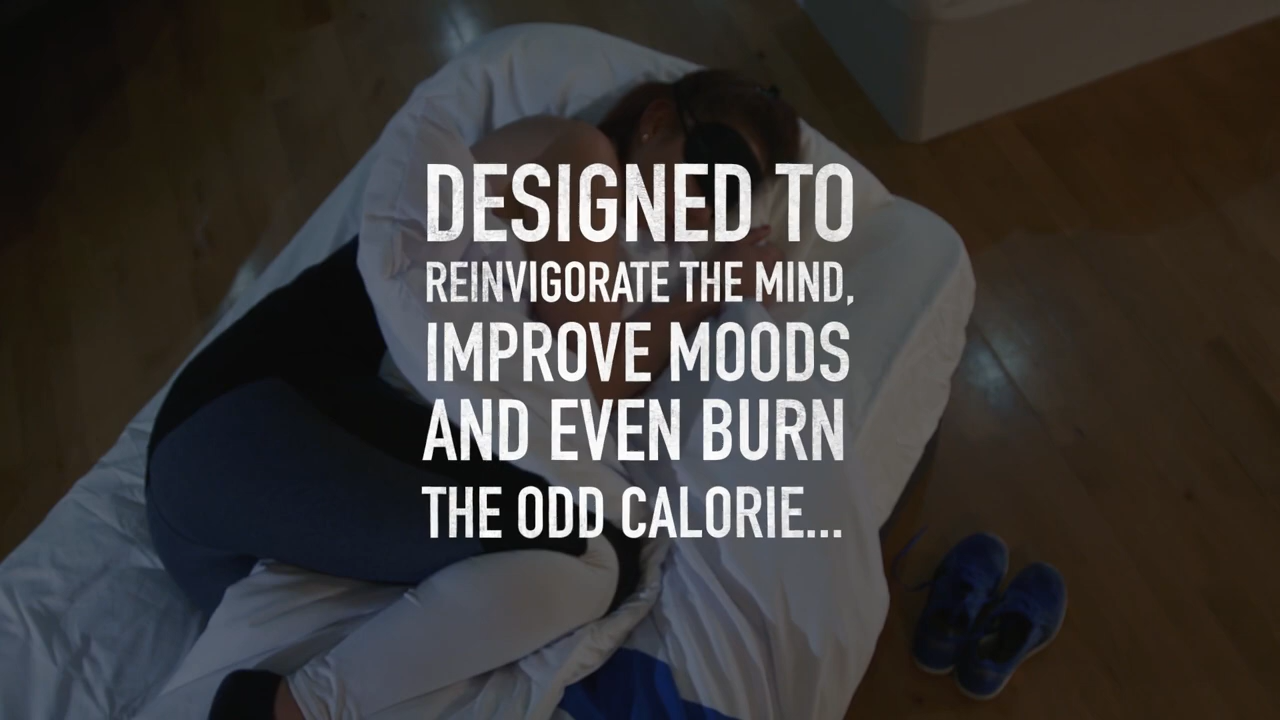 DESIGNED TO
REINVIGORATE THE MIND,
IMPROVE MOODS
AND EVEN BURN
THE ODD CALORIE...